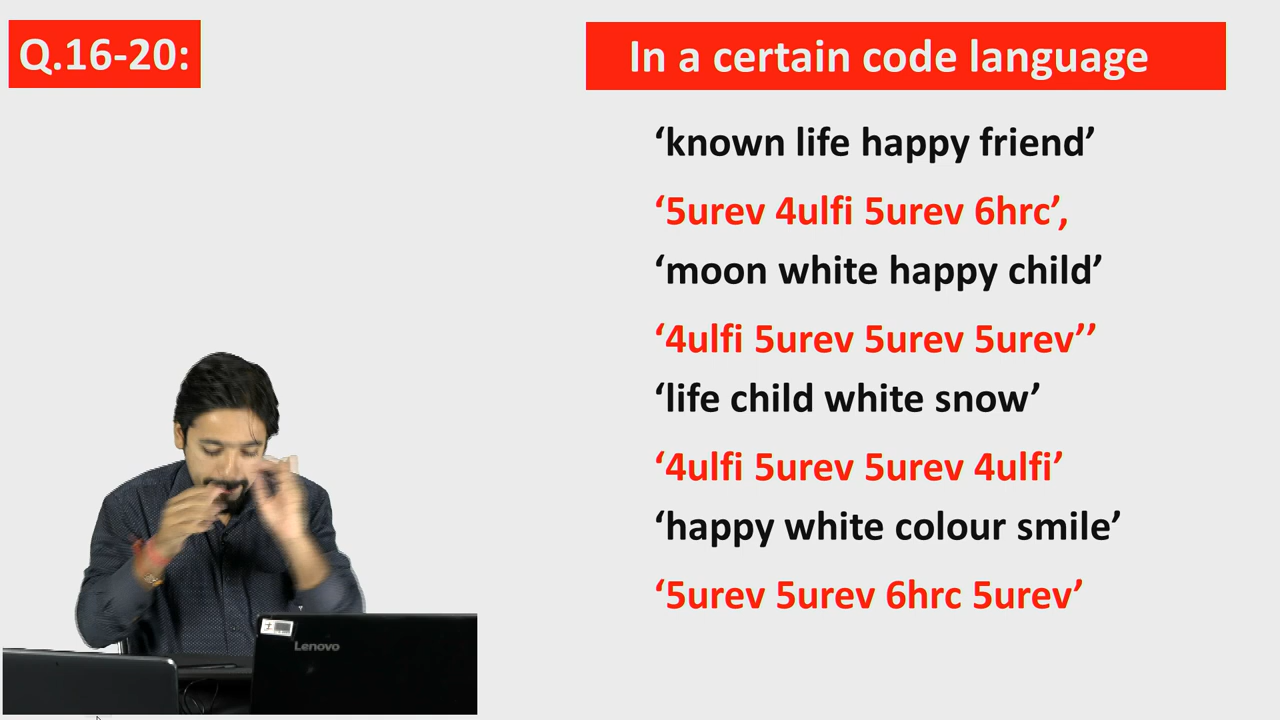 Q.16-20:
In a certain code language
‘known life happy friend’
‘5urev 4ulfi 5urev 6hrc’,
‘moon white happy child’
‘4ulfi 5urev 5urev 5urev’’
‘life child white snow’
‘4ulfi 5urev 5urev 4ulfi’
‘happy white colour smile’
‘5urev 5urev 6hrc 5urev’
Lenovo